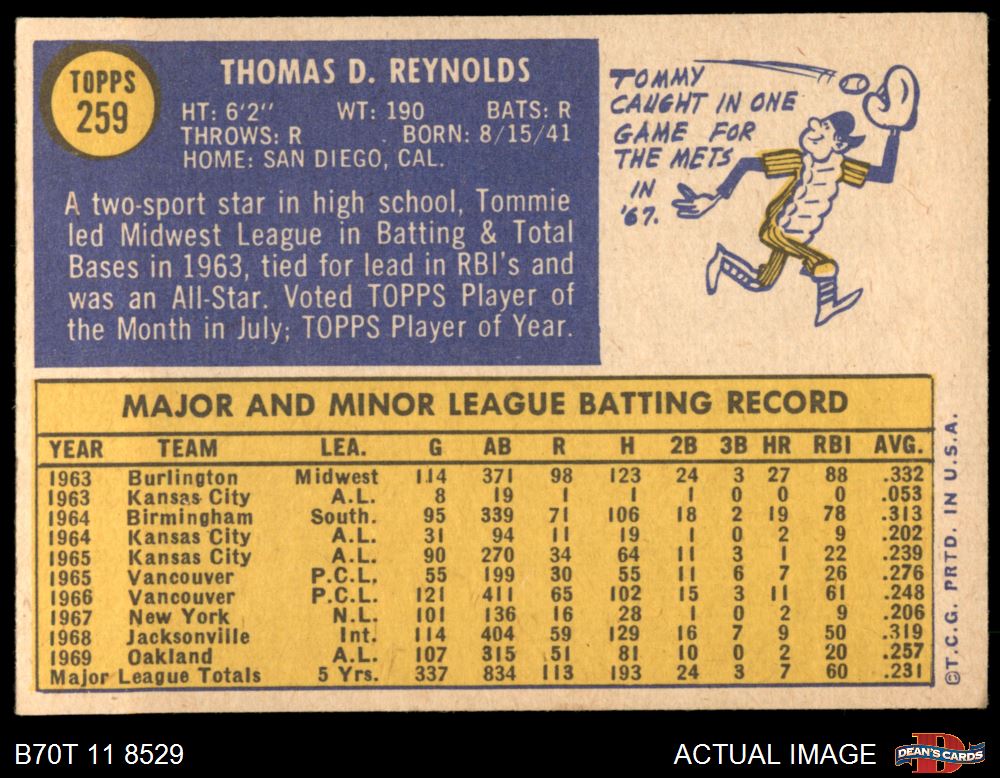 TOPPS
259
THOMAS D. REYNOLDS
HT: 6'2" WT: 190 BATS: R
THROWS: R BORN: 8/15/41
HOME: SAN DIEGO, CAL.
A two-sport star in high school, Tommie
led Midwest League in Batting & Total
Bases in 1963, tied for lead in RBI's and
was an All-Star. Voted TOPPS Player of
the Month in July; TOPPS Player of Year.
TOMMY
CAUGHT IN ONE
GAME FOR
THE METS
IN
'67.
MAJOR AND MINOR LEAGUE BATTING RECORD
YEAR TEAM LEA. G AB R H 2B 3B HR RBI AVG.
1963 Burlington Midwest 114 371 98 123 24 3 27 88 .332
1963 Kansas City A.L. 8 19 1 1 1 0 0 0 .053
1964 Birmingham South. 95 339 71 106 18 2 19 78 .313
1964 Kansas City A.L. 31 94 11 19 1 0 2 9 .202
1965 Kansas City A.L. 90 270 34 64 11 3 1 22 .239
1965 Vancouver P.C.L. 55 199 30 55 11 6 7 26 .276
1966 Vancouver P.C.L. 121 411 65 102 15 3 11 61 .248
1967 New York N.L. 101 136 16 28 1 0 2 9 .206
1968 Jacksonville Int. 114 404 59 129 16 7 9 50 .319
1969 Oakland A.L. 107 315 51 81 10 0 2 20 .257
Major League Totals 5 Yrs. 337 834 113 193 24 3 7 60 .231
©T.C.G. PRTD. IN U.S.A.
B70T 11 8529
ACTUAL IMAGE
DEAN'S CARDS